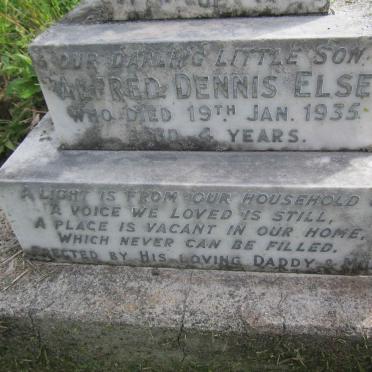 OUR DARLING LITTLE SON
ALFRED DENNIS ELSE
WHO DIED 19TH JAN. 1935
4 YEARS.
A LIGHT IS FROM OUR HOUSEHOLD
A VOICE WE LOVED IS STILL,
A PLACE IS VACANT IN OUR HOME,
WHICH NEVER CAN BE FILLED.
ERECTED BY HIS LOVING DADDY &